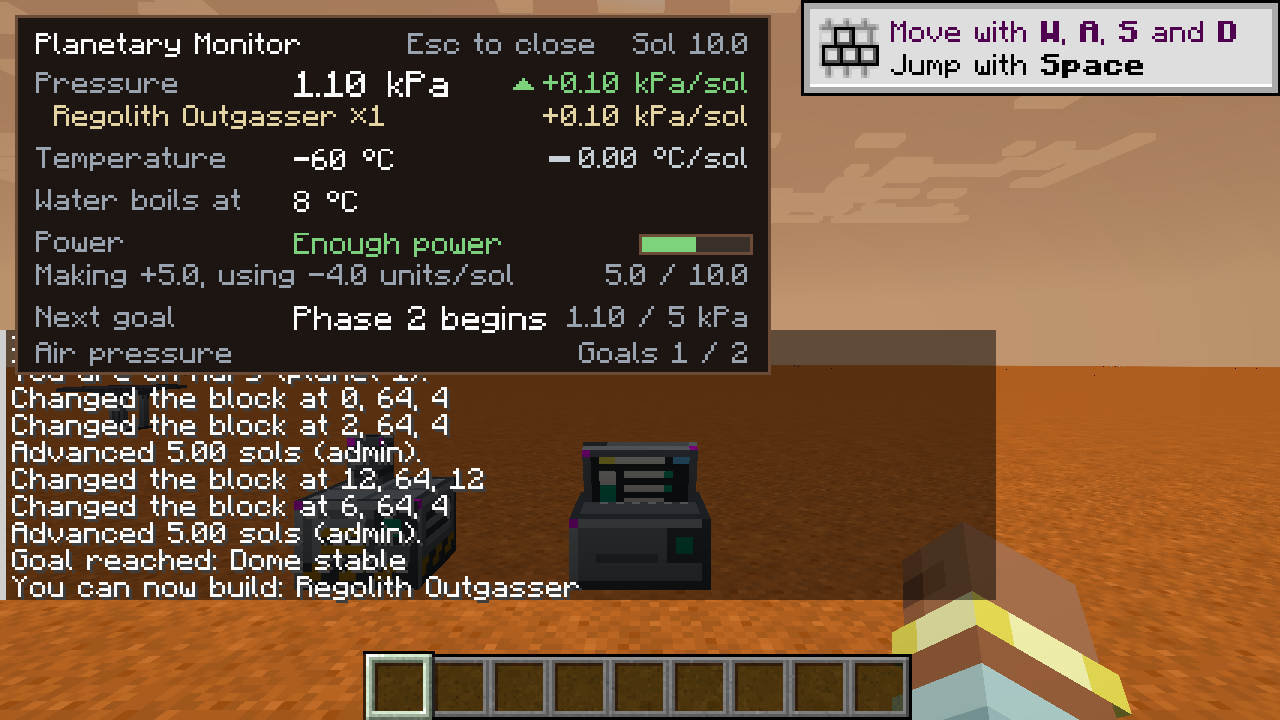 Planetary Monitor Esc to close Sol 10.0
Pressure 1.10 kPa +0.10 kPa/sol
Regolith Outgasser ×1 +0.10 kPa/sol
Temperature -60 °C 0.00 °C/sol
Water boils at 8 °C
Power Enough power
Making +5.0, using -4.0 units/sol 5.0 / 10.0
Next goal Phase 2 begins 1.10 / 5 kPa
Air pressure Goals 1 / 2
Move with W, A, S and D
Jump with Space
Changed the block at 0, 64, 4
Changed the block at 2, 64, 4
Advanced 5.00 sols (admin).
Changed the block at 12, 64, 12
Changed the block at 6, 64, 4
Advanced 5.00 sols (admin).
Goal reached: Dome stable
You can now build: Regolith Outgasser